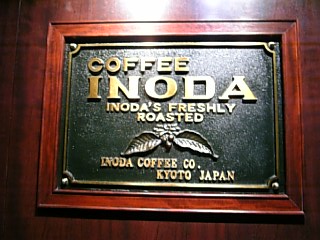 COFFEE
INODA
INODA'S FRESHLY
ROASTED
INODA COFFEE CO.
KYOTO JAPAN